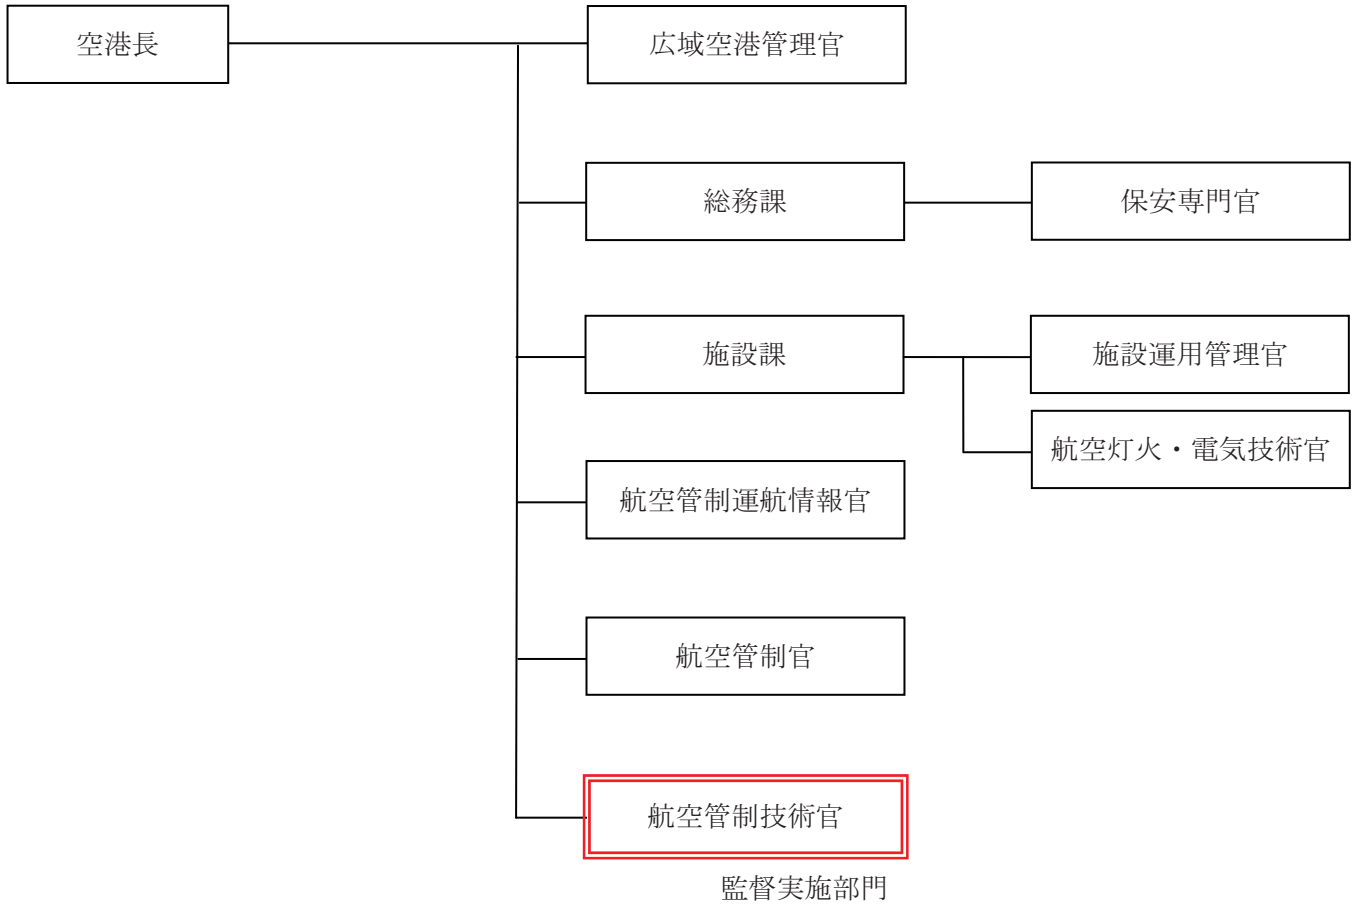 空港長
広域空港管理官
総務課
保安専門官
施設課
施設運用管理官
航空灯火・電気技術官
航空管制運航情報官
航空管制官
航空管制技術官
監督実施部門